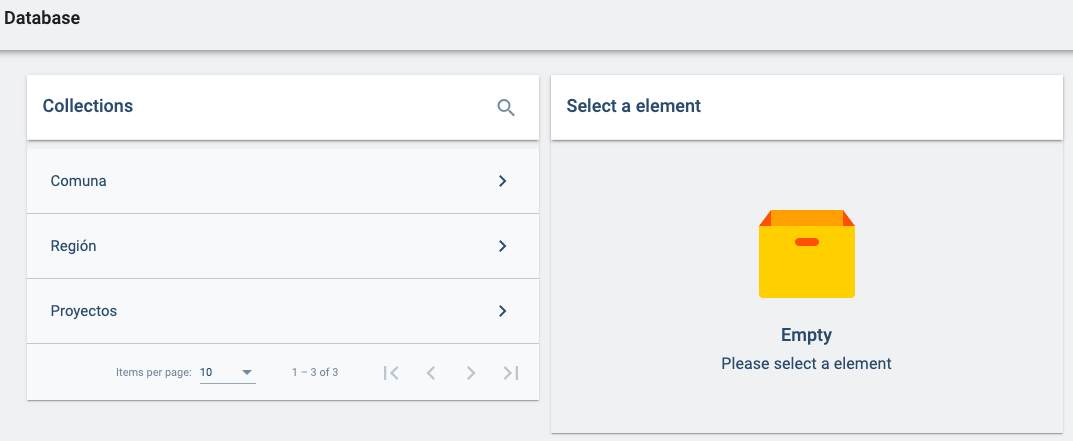 Database
Collections
Comuna
Región
Proyectos
Items per page: 10 1 – 3 of 3
Select a element
Empty
Please select a element